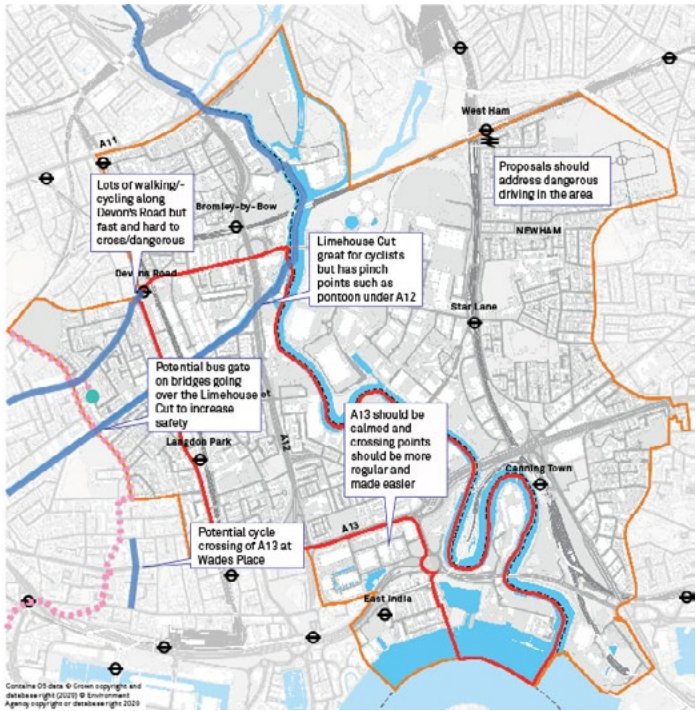 West Ham
A11
Proposals should
address dangerous
driving in the area
Lots of walking/-
cycling along
Devon's Road but
fast and hard to
cross/dangerous
Bromley-by-Bow
NEWHAM
Limehouse Cut
great for cyclists
but has pinch
points such as
pontoon under A12
Devons Road
Star Lane
Potential bus gate
on bridges going
over the Limehouse
Cut to increase
safety
A13 should be
calmed and
crossing points
should be more
regular and
made easier
A12
Langdon Park
Canning Town
A13
Potential cycle
crossing of A13 at
Wades Place
East India
Contains OS data © Crown copyright and
database right (2020) © Environment
Agency copyright or database right 2020